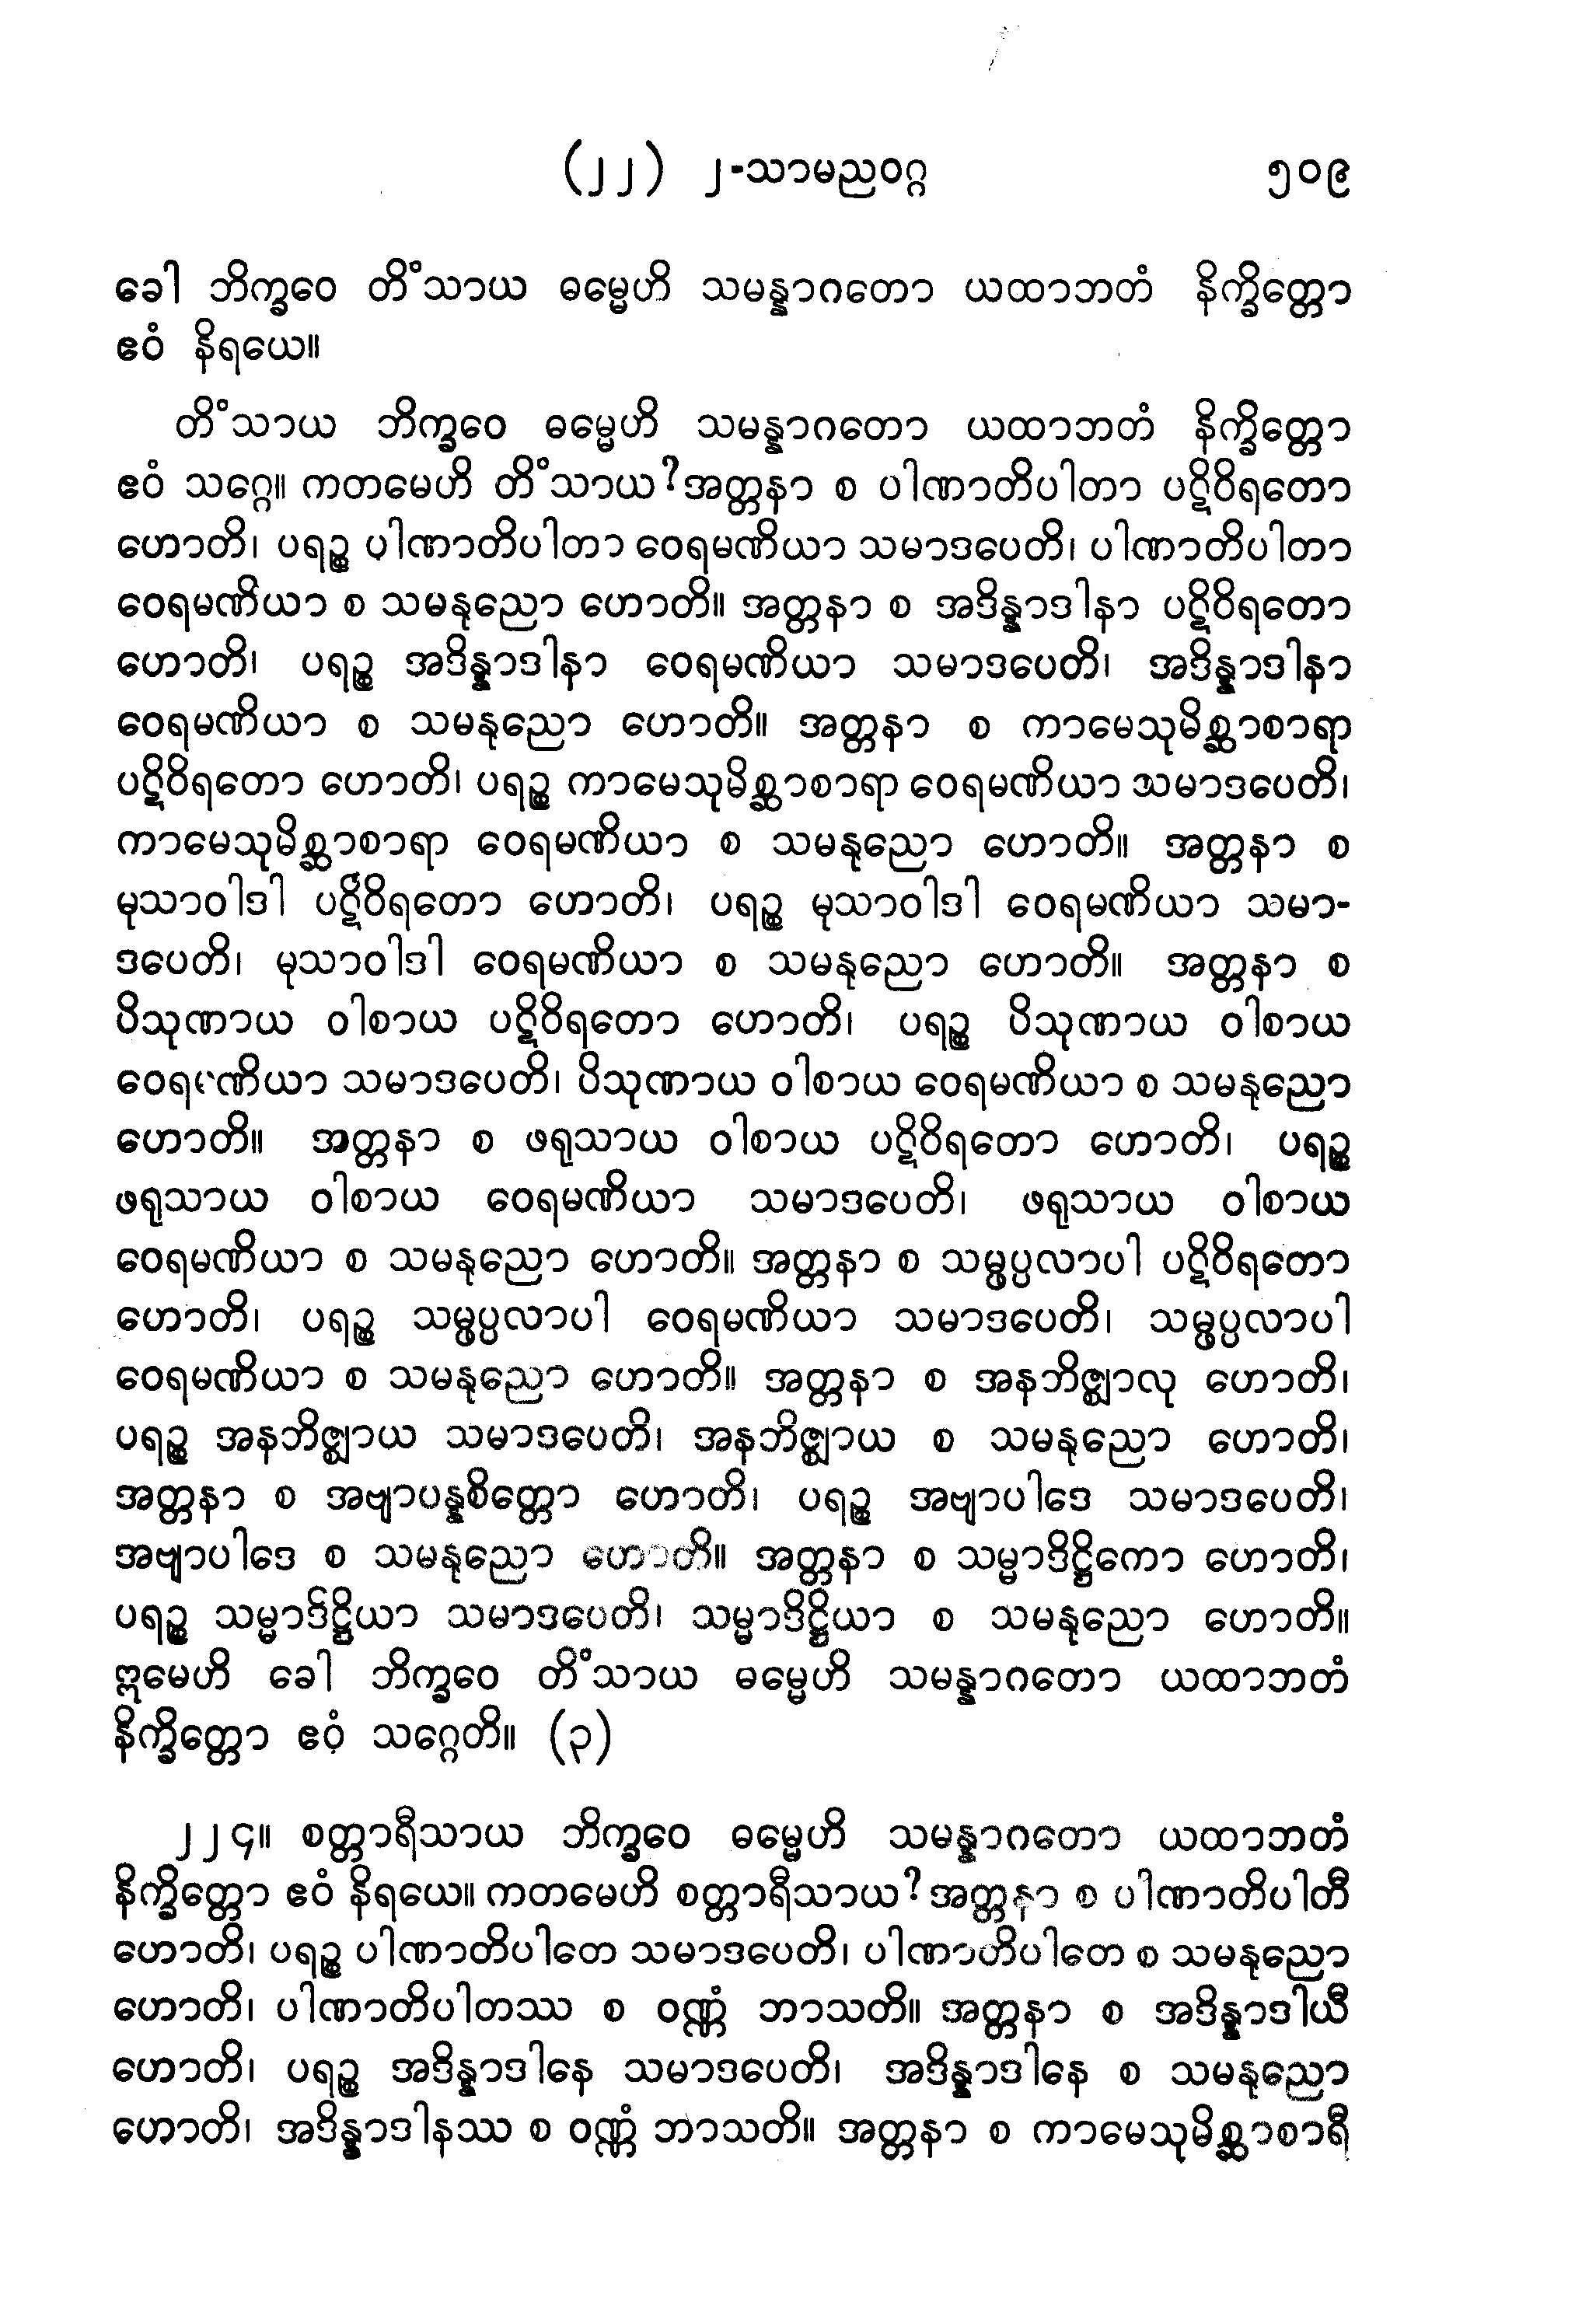 (၂၂) ၂-သာမညဝဂ္ဂ ၅၀၉
ခေါ ဘိက္ခဝေ တိံသာယ ဓမ္မေဟိ သမန္နာဂတော ယထာဘတံ နိက္ခိတ္တော
ဧဝံ နိရယေ။
တိံသာယ ဘိက္ခဝေ ဓမ္မေဟိ သမန္နာဂတော ယထာဘတံ နိက္ခိတ္တော
ဧဝံ သဂ္ဂေ။ ကတမေဟိ တိံသာယ?အတ္တနာ စ ပါဏာတိပါတာ ပဋိဝိရတော
ဟောတိ၊ ပရဉ္စ ပါဏာတိပါတာ ဝေရမဏိယာ သမာဒပေတိ၊ ပါဏာတိပါတာ
ဝေရမဏိယာ စ သမနုညော ဟောတိ။ အတ္တနာ စ အဒိန္နာဒါနာ ပဋိဝိရတော
ဟောတိ၊ ပရဉ္စ အဒိန္နာဒါနာ ဝေရမဏိယာ သမာဒပေတိ၊ အဒိန္နာဒါနာ
ဝေရမဏိယာ စ သမနုညော ဟောတိ။ အတ္တနာ စ ကာမေသုမိစ္ဆာစာရာ
ပဋိဝိရတော ဟောတိ၊ ပရဉ္စ ကာမေသုမိစ္ဆာစာရာ ဝေရမဏိယာ သမာဒပေတိ၊
ကာမေသုမိစ္ဆာစာရာ ဝေရမဏိယာ စ သမနုညော ဟောတိ။ အတ္တနာ စ
မုသာဝါဒါ ပဋိဝိရတော ဟောတိ၊ ပရဉ္စ မုသာဝါဒါ ဝေရမဏိယာ သမာ-
ဒပေတိ၊ မုသာဝါဒါ ဝေရမဏိယာ စ သမနုညော ဟောတိ။ အတ္တနာ စ
ပိသုဏာယ ဝါစာယ ပဋိဝိရတော ဟောတိ၊ ပရဉ္စ ပိသုဏာယ ဝါစာယ
ဝေရမဏိယာ သမာဒပေတိ၊ ပိသုဏာယ ဝါစာယ ဝေရမဏိယာ စ သမနုညော
ဟောတိ။ အတ္တနာ စ ဖရုသာယ ဝါစာယ ပဋိဝိရတော ဟောတိ၊ ပရဉ္စ
ဖရုသာယ ဝါစာယ ဝေရမဏိယာ သမာဒပေတိ၊ ဖရုသာယ ဝါစာယ
ဝေရမဏိယာ စ သမနုညော ဟောတိ။ အတ္တနာ စ သမ္ဖပ္ပလာပါ ပဋိဝိရတော
ဟောတိ၊ ပရဉ္စ သမ္ဖပ္ပလာပါ ဝေရမဏိယာ သမာဒပေတိ၊ သမ္ဖပ္ပလာပါ
ဝေရမဏိယာ စ သမနုညော ဟောတိ။ အတ္တနာ စ အနဘိဇ္ဈာလု ဟောတိ၊
ပရဉ္စ အနဘိဇ္ဈာယ သမာဒပေတိ၊ အနဘိဇ္ဈာယ စ သမနုညော ဟောတိ၊
အတ္တနာ စ အဗျာပန္နစိတ္တော ဟောတိ၊ ပရဉ္စ အဗျာပါဒေ သမာဒပေတိ၊
အဗျာပါဒေ စ သမနုညော ဟောတိ။ အတ္တနာ စ သမ္မာဒိဋ္ဌိကော ဟောတိ၊
ပရဉ္စ သမ္မာဒိဋ္ဌိယာ သမာဒပေတိ၊ သမ္မာဒိဋ္ဌိယာ စ သမနုညော ဟောတိ။
ဣမေဟိ ခေါ ဘိက္ခဝေ တိံသာယ ဓမ္မေဟိ သမန္နာဂတော ယထာဘတံ
နိက္ခိတ္တော ဧဝံ သဂ္ဂေတိ။ (၃)
၂၂၄။ စတ္တာရီသာယ ဘိက္ခဝေ ဓမ္မေဟိ သမန္နာဂတော ယထာဘတံ
နိက္ခိတ္တော ဧဝံ နိရယေ။ ကတမေဟိ စတ္တာရီသာယ?အတ္တနာ စ ပါဏာတိပါတီ
ဟောတိ၊ ပရဉ္စ ပါဏာတိပါတေ သမာဒပေတိ၊ ပါဏာတိပါတေ စ သမနုညော
ဟောတိ၊ ပါဏာတိပါတဿ စ ဝဏ္ဏံ ဘာသတိ။ အတ္တနာ စ အဒိန္နာဒါယီ
ဟောတိ၊ ပရဉ္စ အဒိန္နာဒါနေ သမာဒပေတိ၊ အဒိန္နာဒါနေ စ သမနုညော
ဟောတိ၊ အဒိန္နာဒါနဿ စ ဝဏ္ဏံ ဘာသတိ။ အတ္တနာ စ ကာမေသုမိစ္ဆာစာရီ